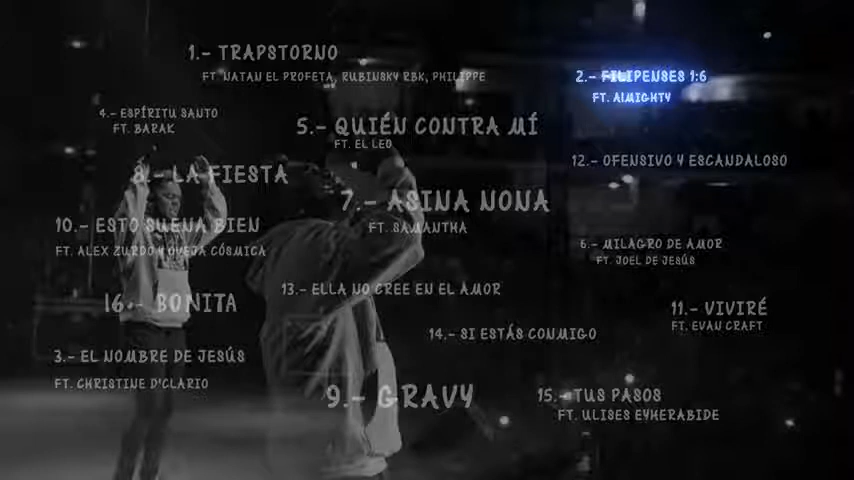 1.- TRAPSTORNO
FT. NATAN EL PROFETA, RUBINSKY RBK, PHILIPPE
2.- FILIPENSES 1:6
FT. ALMIGHTY
4.- ESPÍRITU SANTO
FT. BARAK
5.- QUIÉN CONTRA MÍ
FT. EL LEO
12.- OFENSIVO Y ESCANDALOSO
8.- LA FIESTA
7.- ASINA NONA
FT. SAMANTHA
10.- ESTO SUENA BIEN
FT. ALEX ZURDO Y OVEJA CÓSMICA
6.- MILAGRO DE AMOR
FT. JOEL DE JESÚS
13.- ELLA NO CREE EN EL AMOR
16.- BONITA
11.- VIVIRÉ
FT. EVAN CRAFT
14.- SI ESTÁS CONMIGO
3.- EL NOMBRE DE JESÚS
FT. CHRISTINE D'CLARIO
9.- GRAVY
15.- TUS PASOS
FT. ULISES EYHERABIDE